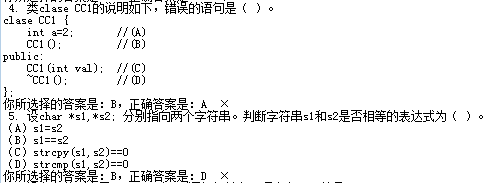 4. 类clase CC1的说明如下，错误的语句是（ ）。
clase CC1 {
int a=2; //(A)
CC1(); //(B)
public:
CC1(int val); //(C)
~CC1(); //(D)
};
你所选择的答案是：B，正确答案是：A ×
5. 设char *s1,*s2; 分别指向两个字符串。判断字符串s1和s2是否相等的表达式为（ ）。
(A) s1=s2
(B) s1==s2
(C) strcpy(s1,s2)==0
(D) strcmp(s1,s2)==0
你所选择的答案是：B，正确答案是：D ×